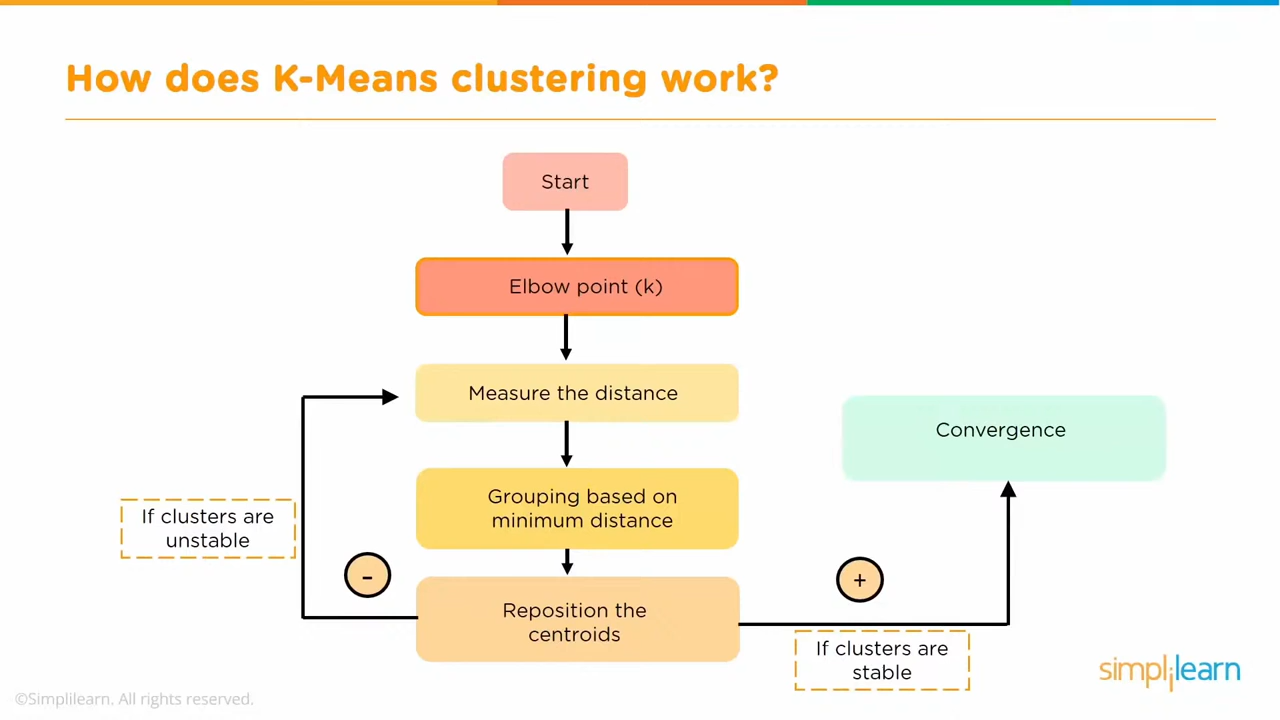 How does K-Means clustering work?
Start
Elbow point (k)
Measure the distance
Convergence
Grouping based on
minimum distance
If clusters are
unstable
-
+
Reposition the
centroids
If clusters are
stable
simplilearn
©Simplilearn. All rights reserved.